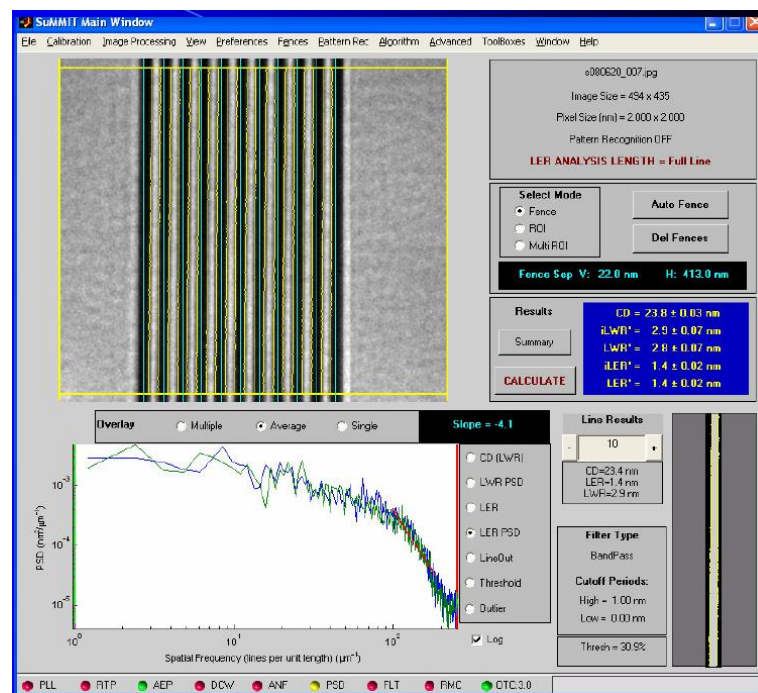 SuMMIT Main Window
File Calibration Image Processing View Preferences Fences Pattern Rec Algorithm Advanced ToolBoxes Window Help
s080620_007.jpg
Image Size = 494 x 435
Pixel Size (nm) = 2.000 x 2.000
Pattern Recognition OFF
LER ANALYSIS LENGTH = Full Line
Select Mode
Fence
ROI
Multi ROI
Auto Fence
Del Fences
Fence Sep V: 22.0 nm H: 413.0 nm
Results
Summary
CALCULATE
CD = 23.8 ± 0.03 nm
iLWR' = 2.9 ± 0.07 nm
LWR' = 2.8 ± 0.07 nm
iLER' = 1.4 ± 0.02 nm
LER' = 1.4 ± 0.02 nm
Overlay Multiple Average Single Slope = -4.1
PSD (nm²/µm⁻¹)
10⁻³
10⁻⁴
10⁻⁵
10⁰ 10¹ 10²
Spatial Frequency (lines per unit length) (µm⁻¹)
CD (LWR)
LWR PSD
LER
LER PSD
LineOut
Threshold
Outlier
Log
Line Results
- 10 +
CD=23.4 nm
LER=1.4 nm
LWR=2.9 nm
Filter Type
BandPass
Cutoff Periods:
High = 1.00 nm
Low = 0.00 nm
Thresh = 30.9%
PLL RTP AEP DCW ANF PSD FLT RMC OTC:3.0